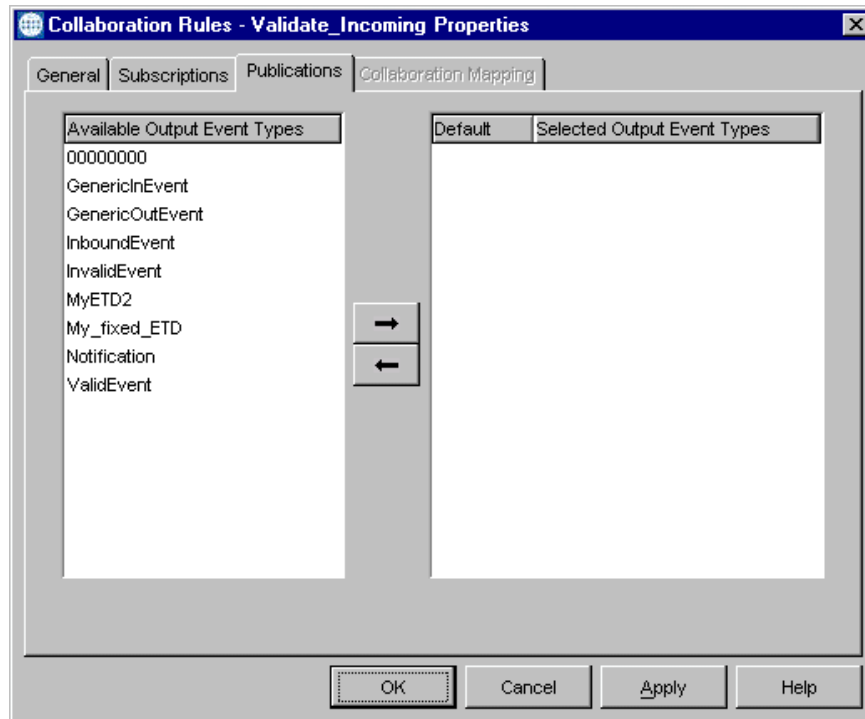 Collaboration Rules - Validate_Incoming Properties
General Subscriptions Publications Collaboration Mapping
Available Output Event Types
00000000
GenericInEvent
GenericOutEvent
InboundEvent
InvalidEvent
MyETD2
My_fixed_ETD
Notification
ValidEvent
Default Selected Output Event Types
OK Cancel Apply Help